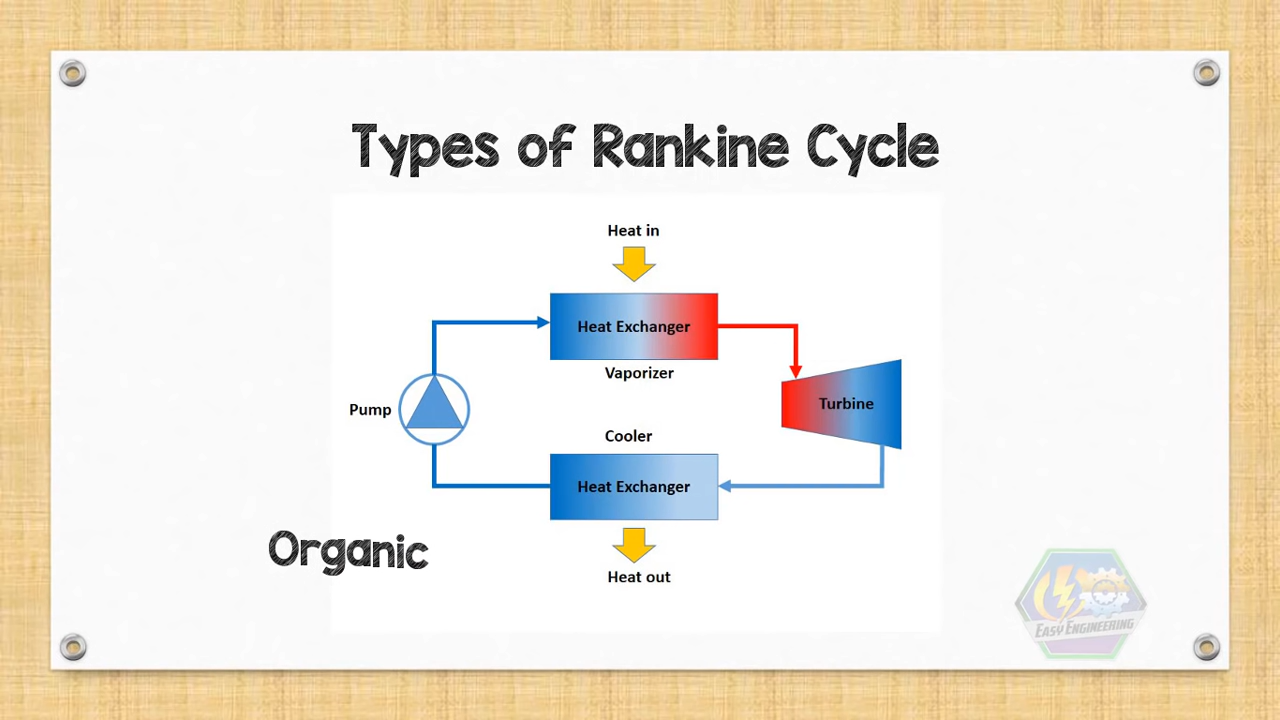 Types of Rankine Cycle
Heat in
Heat Exchanger
Vaporizer
Turbine
Pump
Cooler
Heat Exchanger
Organic
Heat out
EASY ENGINEERING